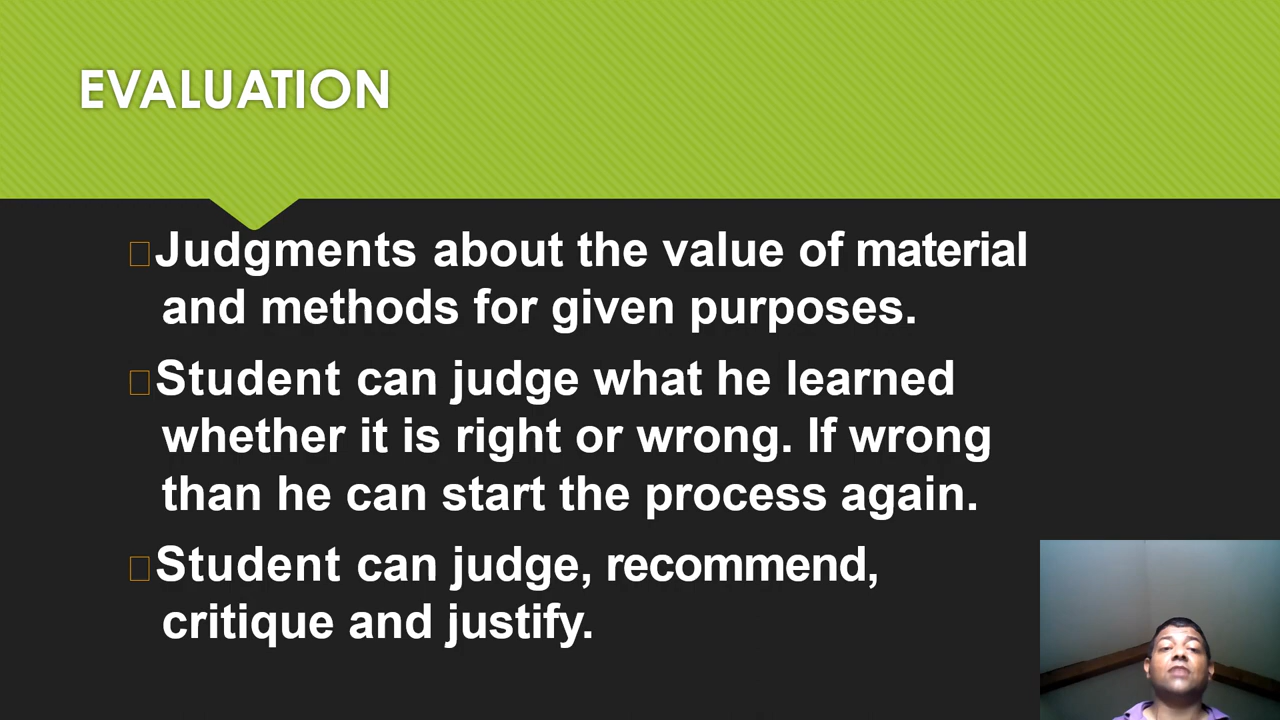 EVALUATION
Judgments about the value of material
and methods for given purposes.
Student can judge what he learned
whether it is right or wrong. If wrong
than he can start the process again.
Student can judge, recommend,
critique and justify.